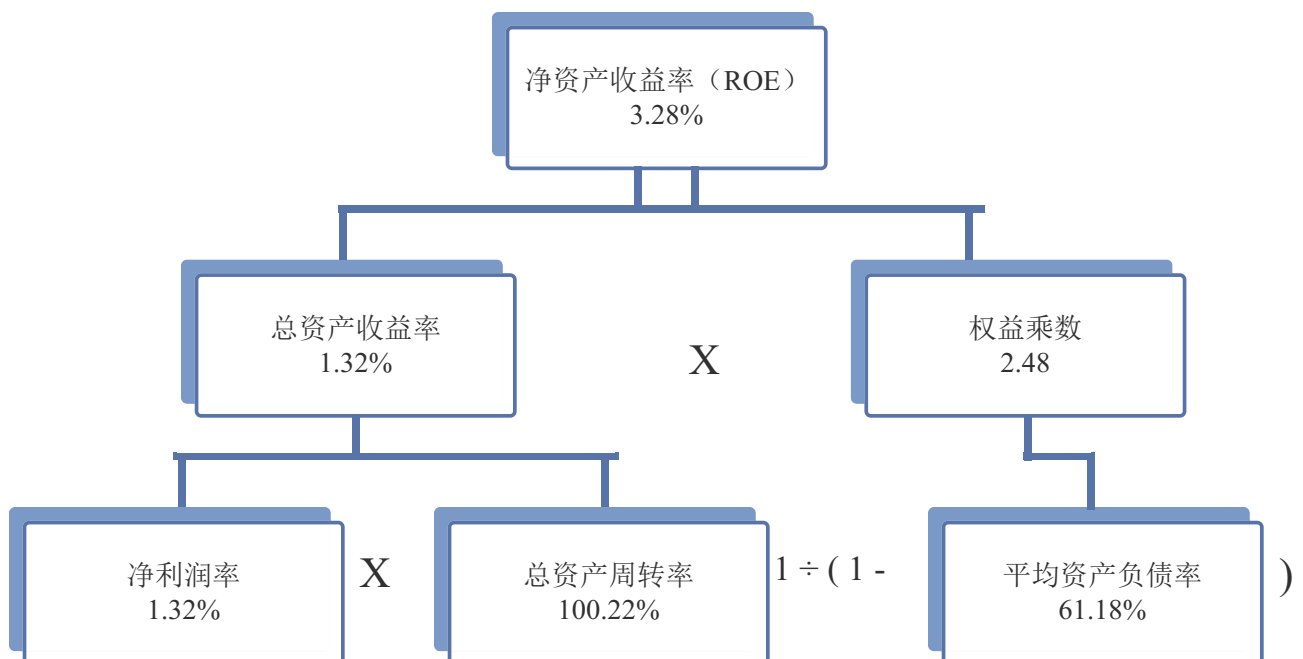 净资产收益率（ROE）
3.28%
总资产收益率
1.32%
X
权益乘数
2.48
净利润率
1.32%
X
总资产周转率
100.22%
1 ÷ ( 1 -
平均资产负债率
61.18%
)